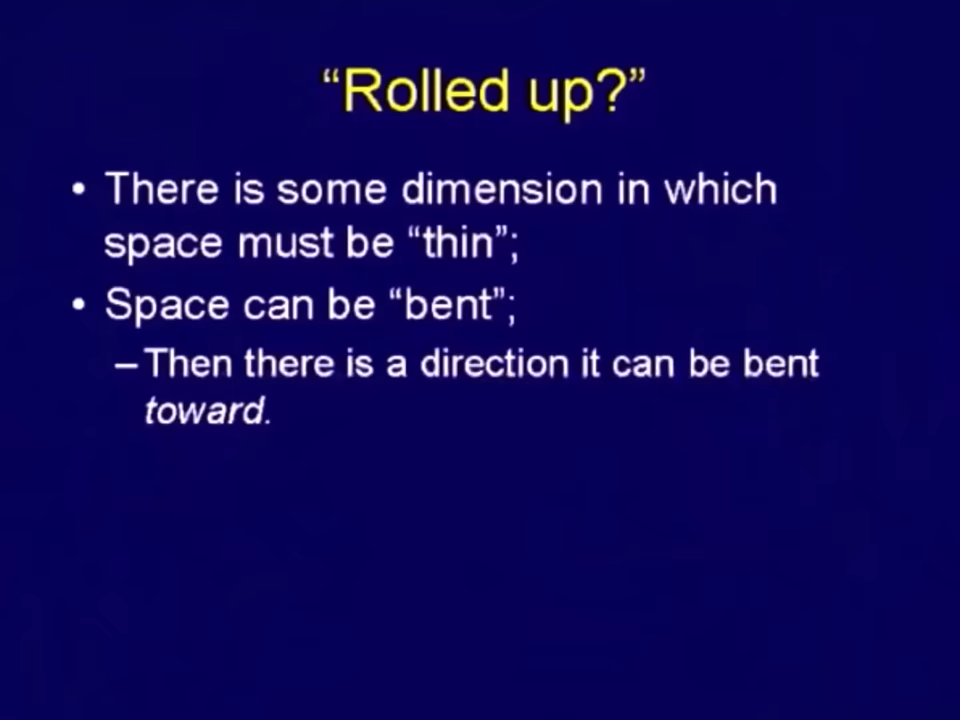 “Rolled up?”
• There is some dimension in which
space must be “thin”;
• Space can be “bent”;
– Then there is a direction it can be bent
toward.